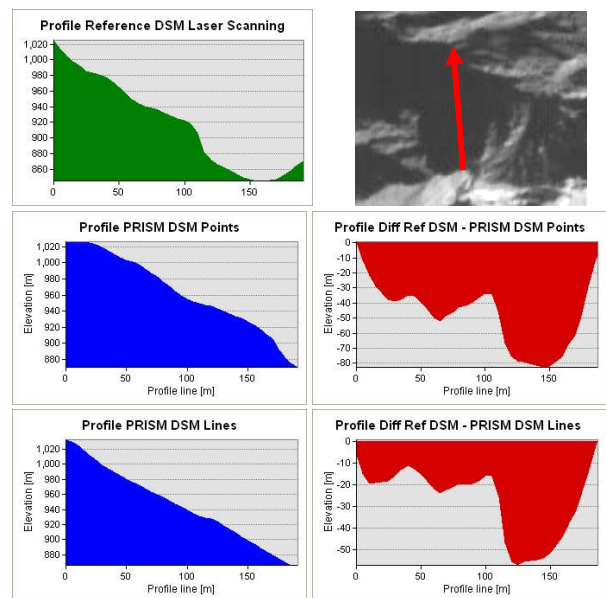 Profile Reference DSM Laser Scanning
1,020
1,000
980
960
940
920
900
880
860
0 50 100 150
Profile PRISM DSM Points
Elevation [m]
1,020
1,000
980
960
940
920
900
880
0 50 100 150
Profile line [m]
Profile Diff Ref DSM - PRISM DSM Points
Elevation [m]
0
-10
-20
-30
-40
-50
-60
-70
-80
0 50 100 150
Profile line [m]
Profile PRISM DSM Lines
Elevation [m]
1,020
1,000
980
960
940
920
900
880
0 50 100 150
Profile line [m]
Profile Diff Ref DSM - PRISM DSM Lines
Elevation [m]
0
-10
-20
-30
-40
-50
0 50 100 150
Profile line [m]